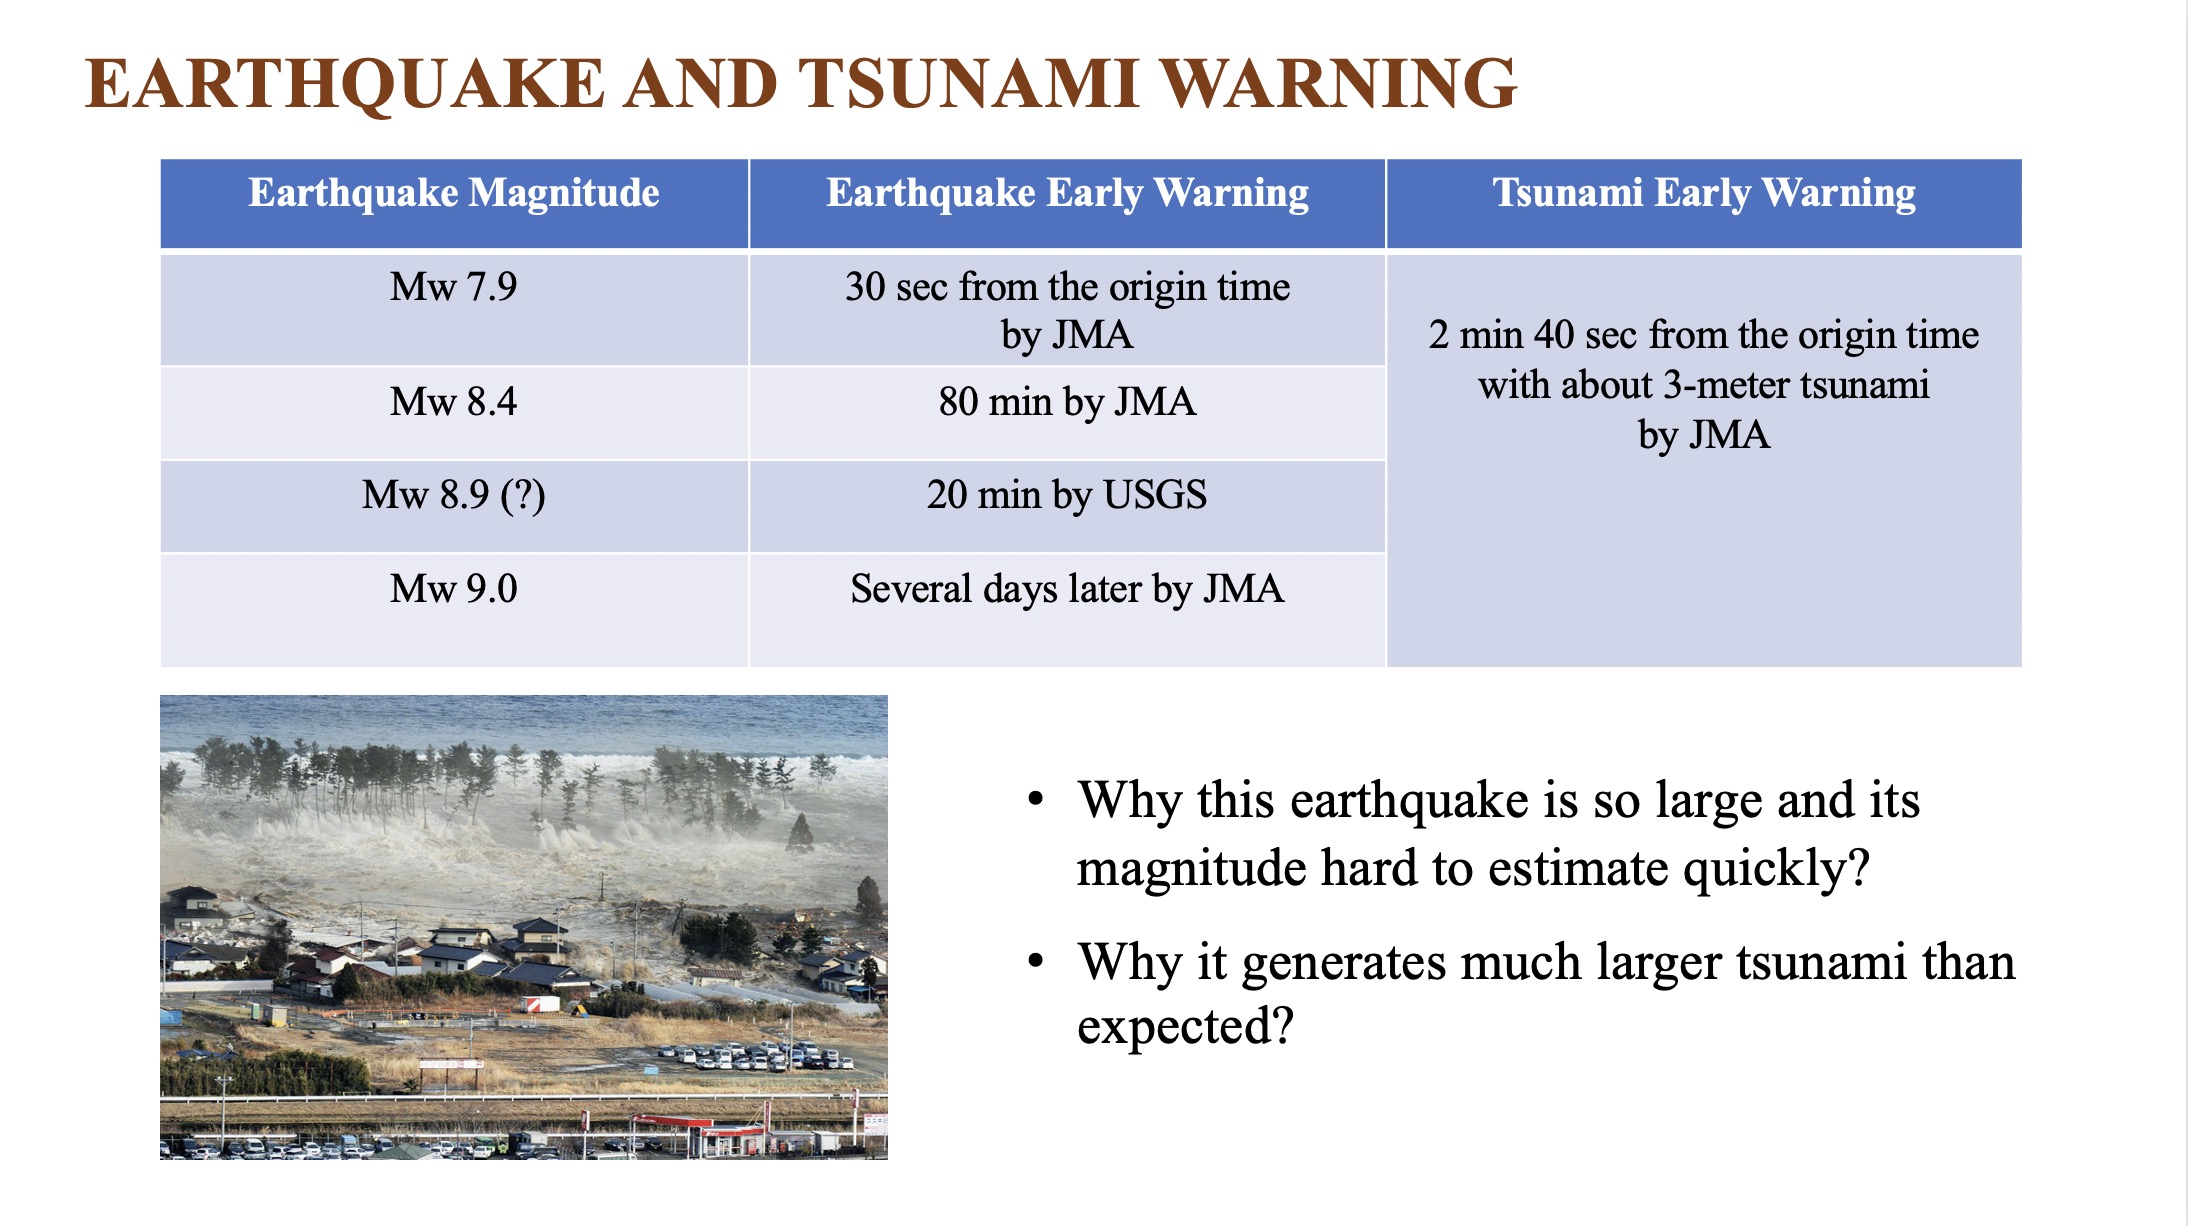 EARTHQUAKE AND TSUNAMI WARNING
Earthquake Magnitude
Earthquake Early Warning
Tsunami Early Warning
Mw 7.9
30 sec from the origin time
by JMA
2 min 40 sec from the origin time
with about 3-meter tsunami
by JMA
Mw 8.4
80 min by JMA
Mw 8.9 (?)
20 min by USGS
Mw 9.0
Several days later by JMA
• Why this earthquake is so large and its
magnitude hard to estimate quickly?
• Why it generates much larger tsunami than
expected?